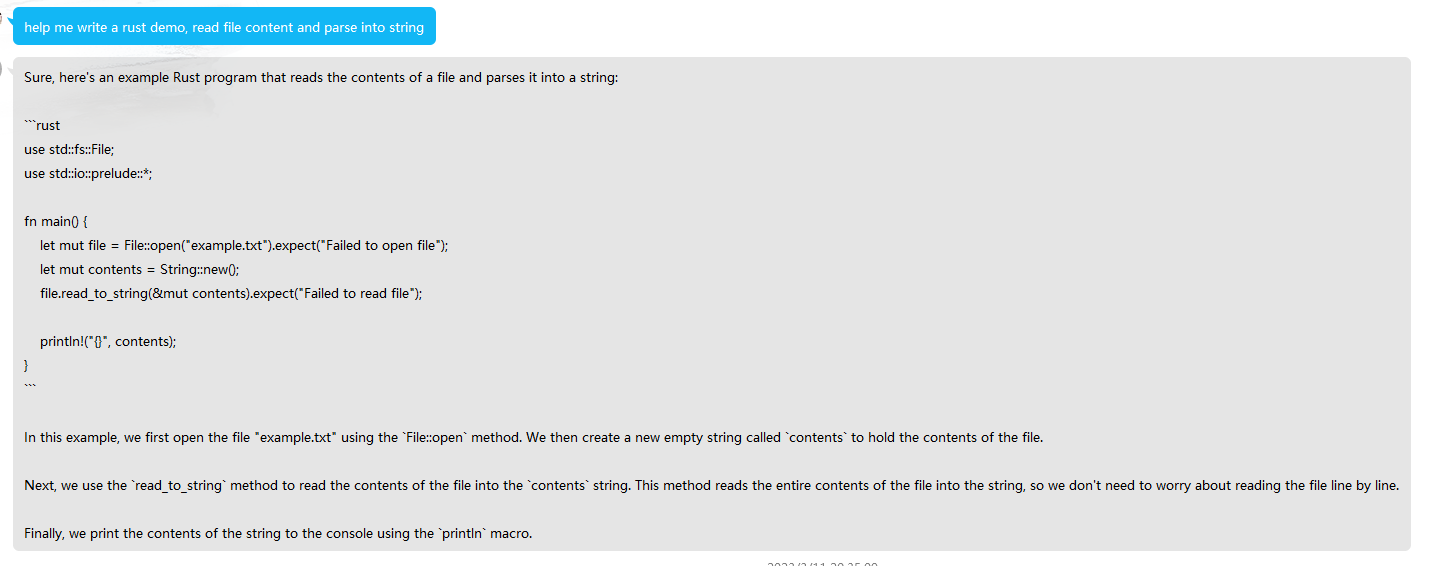 help me write a rust demo, read file content and parse into string
Sure, here's an example Rust program that reads the contents of a file and parses it into a string:
```rust
use std::fs::File;
use std::io::prelude::*;
fn main() {
    let mut file = File::open("example.txt").expect("Failed to open file");
    let mut contents = String::new();
    file.read_to_string(&mut contents).expect("Failed to read file");
    println!("{}", contents);
}
```
In this example, we first open the file "example.txt" using the `File::open` method. We then create a new empty string called `contents` to hold the contents of the file.
Next, we use the `read_to_string` method to read the contents of the file into the `contents` string. This method reads the entire contents of the file into the string, so we don't need to worry about reading the file line by line.
Finally, we print the contents of the string to the console using the `println` macro.